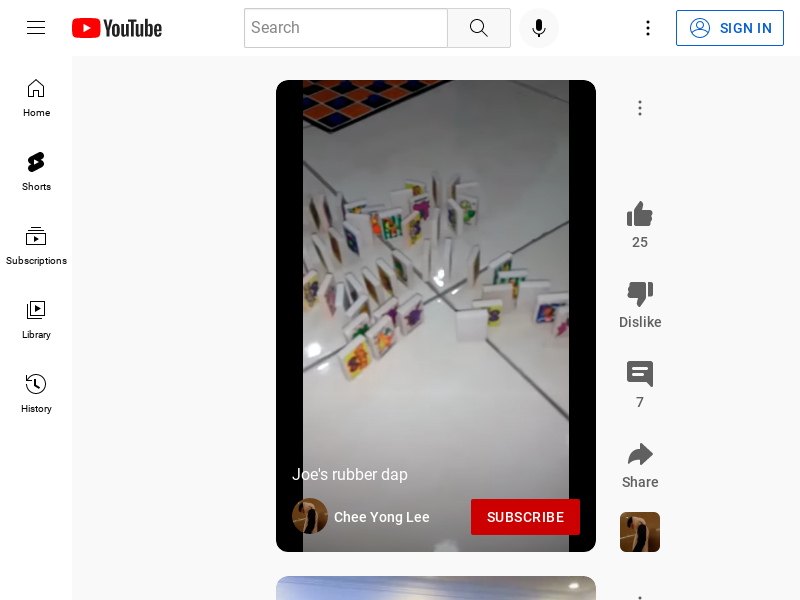 YouTube
Search
SIGN IN
Home
Shorts
Subscriptions
Library
History
25
Dislike
7
Share
Joe's rubber dap
Chee Yong Lee
SUBSCRIBE